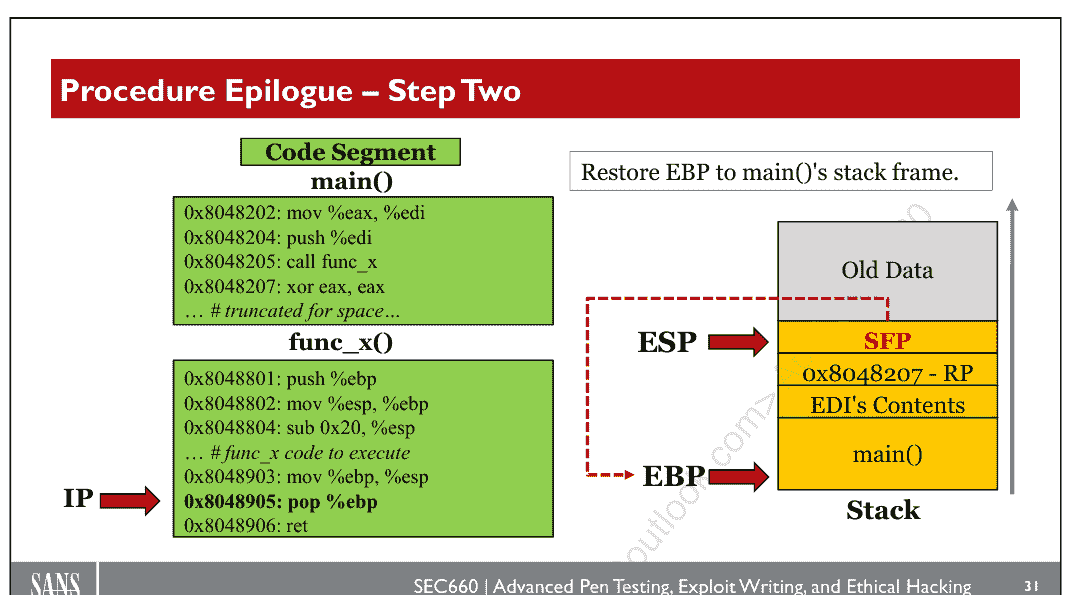 Procedure Epilogue – Step Two
Code Segment
main()
0x8048202: mov %eax, %edi
0x8048204: push %edi
0x8048205: call func_x
0x8048207: xor eax, eax
… # truncated for space…
func_x()
0x8048801: push %ebp
0x8048802: mov %esp, %ebp
0x8048804: sub 0x20, %esp
… # func_x code to execute
0x8048903: mov %ebp, %esp
0x8048905: pop %ebp
0x8048906: ret
IP
Restore EBP to main()'s stack frame.
Old Data
ESP
SFP
0x8048207 - RP
EDI's Contents
EBP
main()
Stack
outlook.com>
SANS
SEC660 | Advanced Pen Testing, Exploit Writing, and Ethical Hacking
31